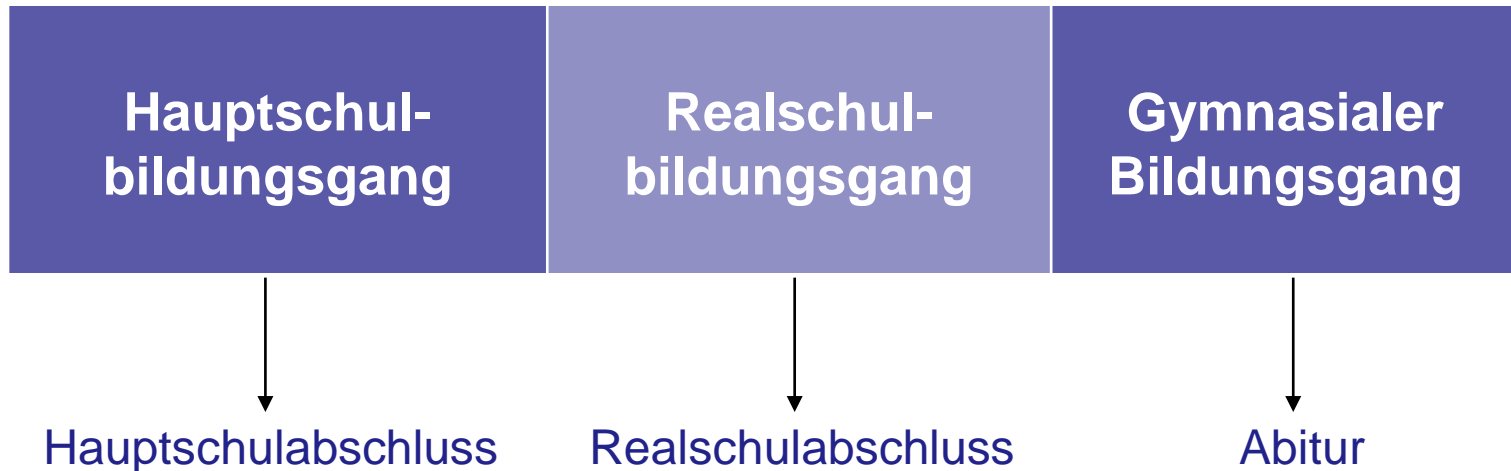 Hauptschul-
bildungsgang
Realschul-
bildungsgang
Gymnasialer
Bildungsgang
Hauptschulabschluss
Realschulabschluss
Abitur